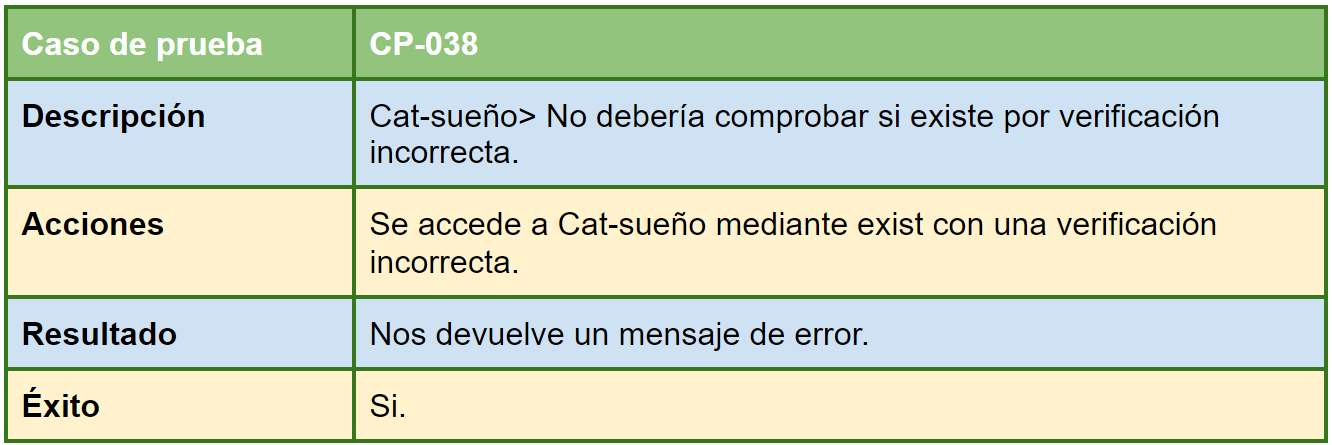 Caso de prueba
CP-038
Descripción
Cat-sueño> No debería comprobar si existe por verificación
incorrecta.
Acciones
Se accede a Cat-sueño mediante exist con una verificación
incorrecta.
Resultado
Nos devuelve un mensaje de error.
Éxito
Si.